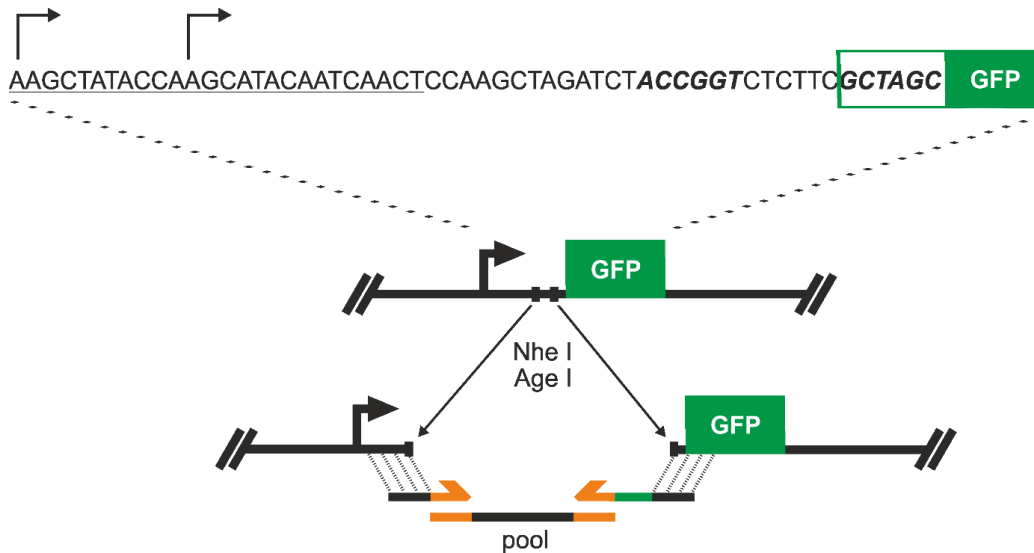 AAGCTATACCAAGCATACAATCAACTCCAAGCTAGATCTACCGGTCTCTTCGCTAGC GFP
GFP
Nhe I
Age I
GFP
pool